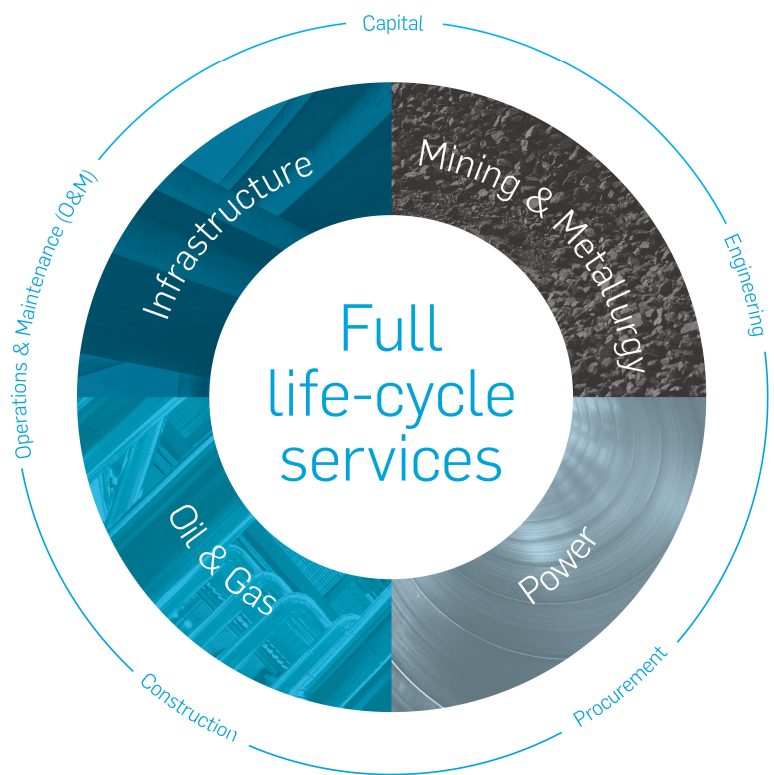 Capital
Engineering
Procurement
Construction
Operations & Maintenance (O&M)
Infrastructure
Mining & Metallurgy
Power
Oil & Gas
Full
life-cycle
services